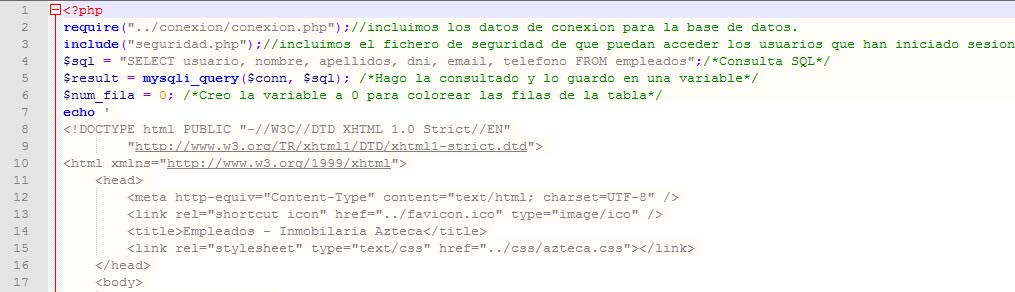 1 <?php
2 require("../conexion/conexion.php");//incluimos los datos de conexion para la base de datos.
3 include("seguridad.php");//incluimos el fichero de seguridad de que puedan acceder los usuarios que han iniciado sesion
4 $sql = "SELECT usuario, nombre, apellidos, dni, email, telefono FROM empleados";/*Consulta SQL*/
5 $result = mysqli_query($conn, $sql); /*Hago la consultado y lo guardo en una variable*/
6 $num_fila = 0; /*Creo la variable a 0 para colorear las filas de la tabla*/
7 echo '
8 <!DOCTYPE html PUBLIC "-//W3C//DTD XHTML 1.0 Strict//EN"
9 "http://www.w3.org/TR/xhtml1/DTD/xhtml1-strict.dtd">
10 <html xmlns="http://www.w3.org/1999/xhtml">
11 <head>
12 <meta http-equiv="Content-Type" content="text/html; charset=UTF-8" />
13 <link rel="shortcut icon" href="../favicon.ico" type="image/ico" />
14 <title>Empleados - Inmobilaria Azteca</title>
15 <link rel="stylesheet" type="text/css" href="../css/azteca.css"></link>
16 </head>
17 <body>